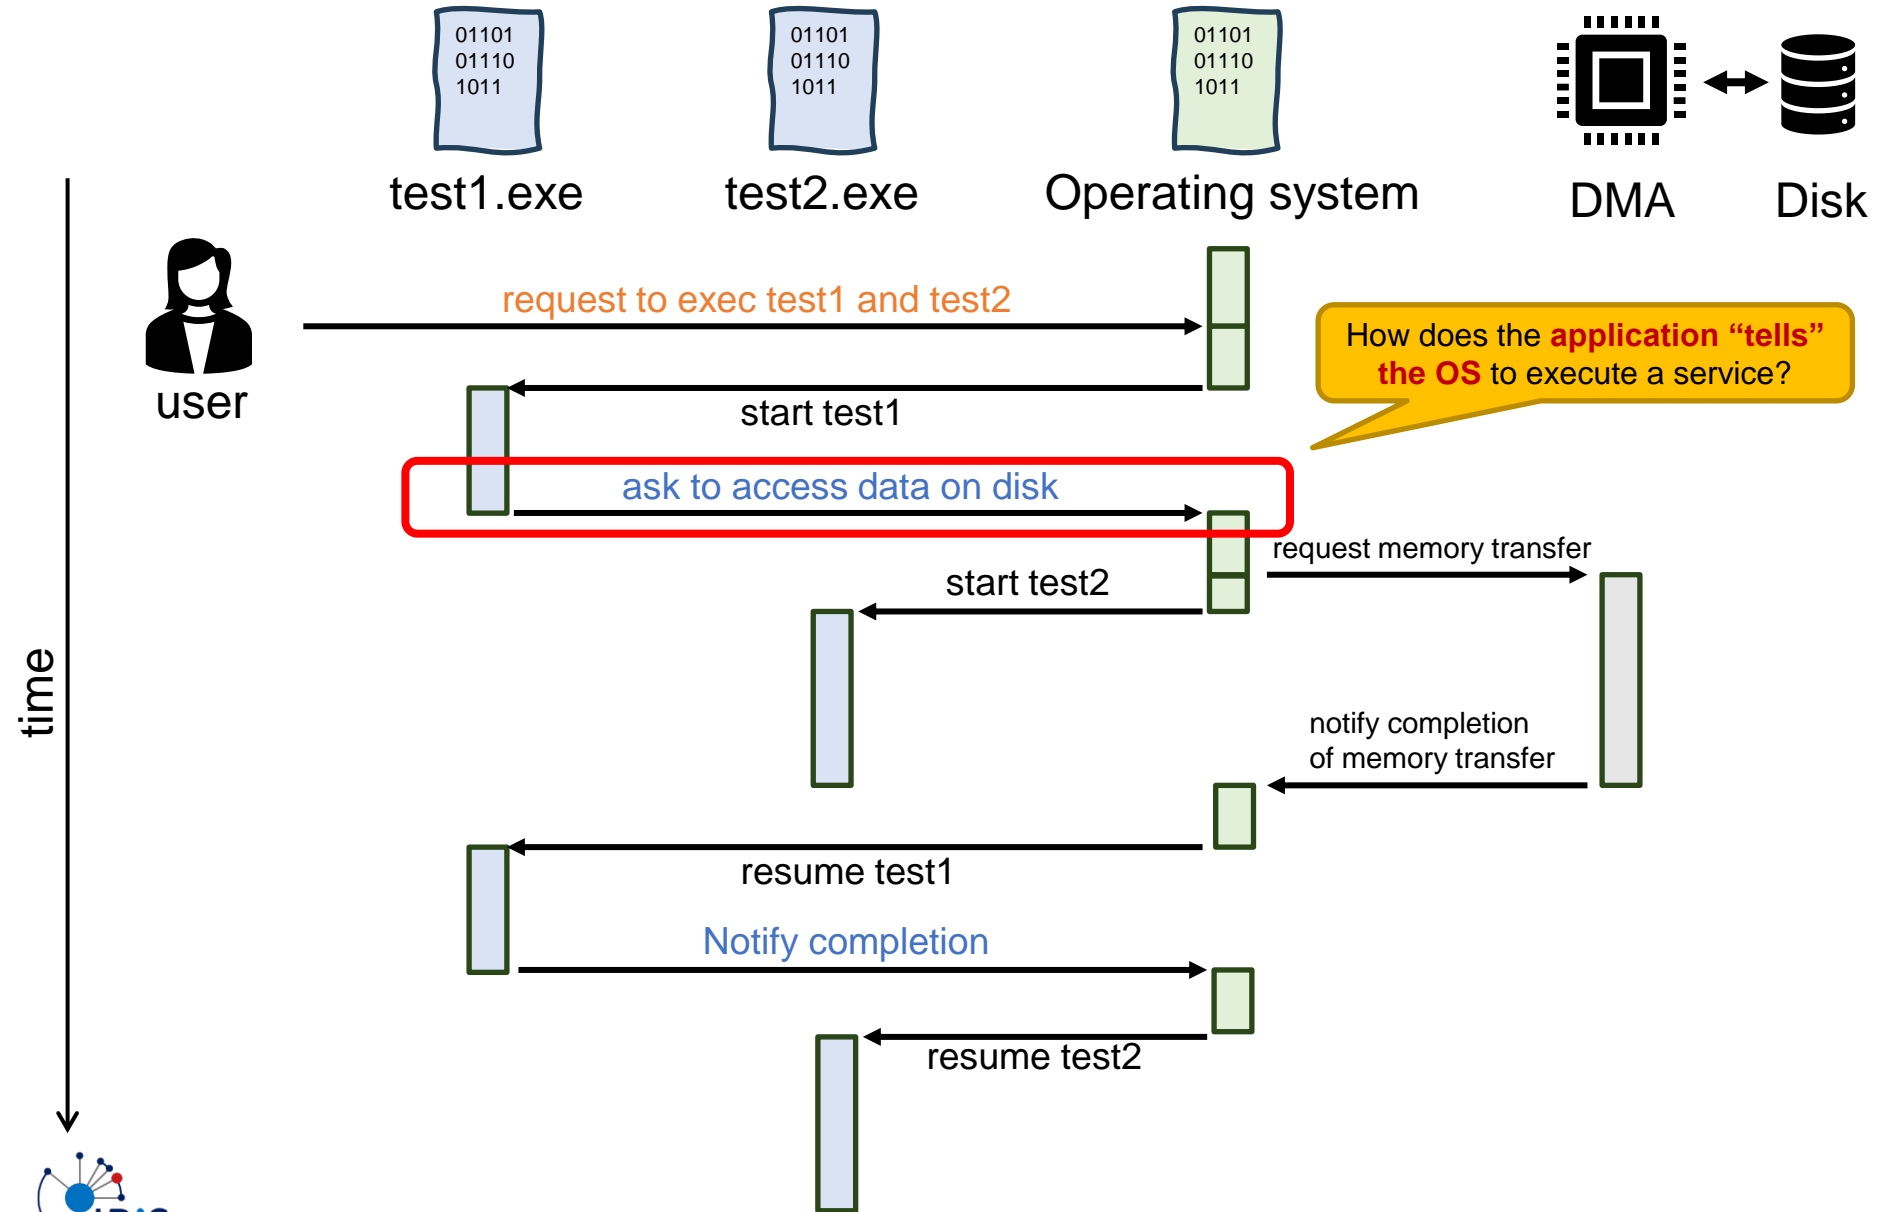 01101
01110
1011
01101
01110
1011
01101
01110
1011
test1.exe
test2.exe
Operating system
DMA
Disk
request to exec test1 and test2
How does the application “tells”
the OS to execute a service?
user
start test1
ask to access data on disk
request memory transfer
start test2
time
notify completion
of memory transfer
resume test1
Notify completion
resume test2